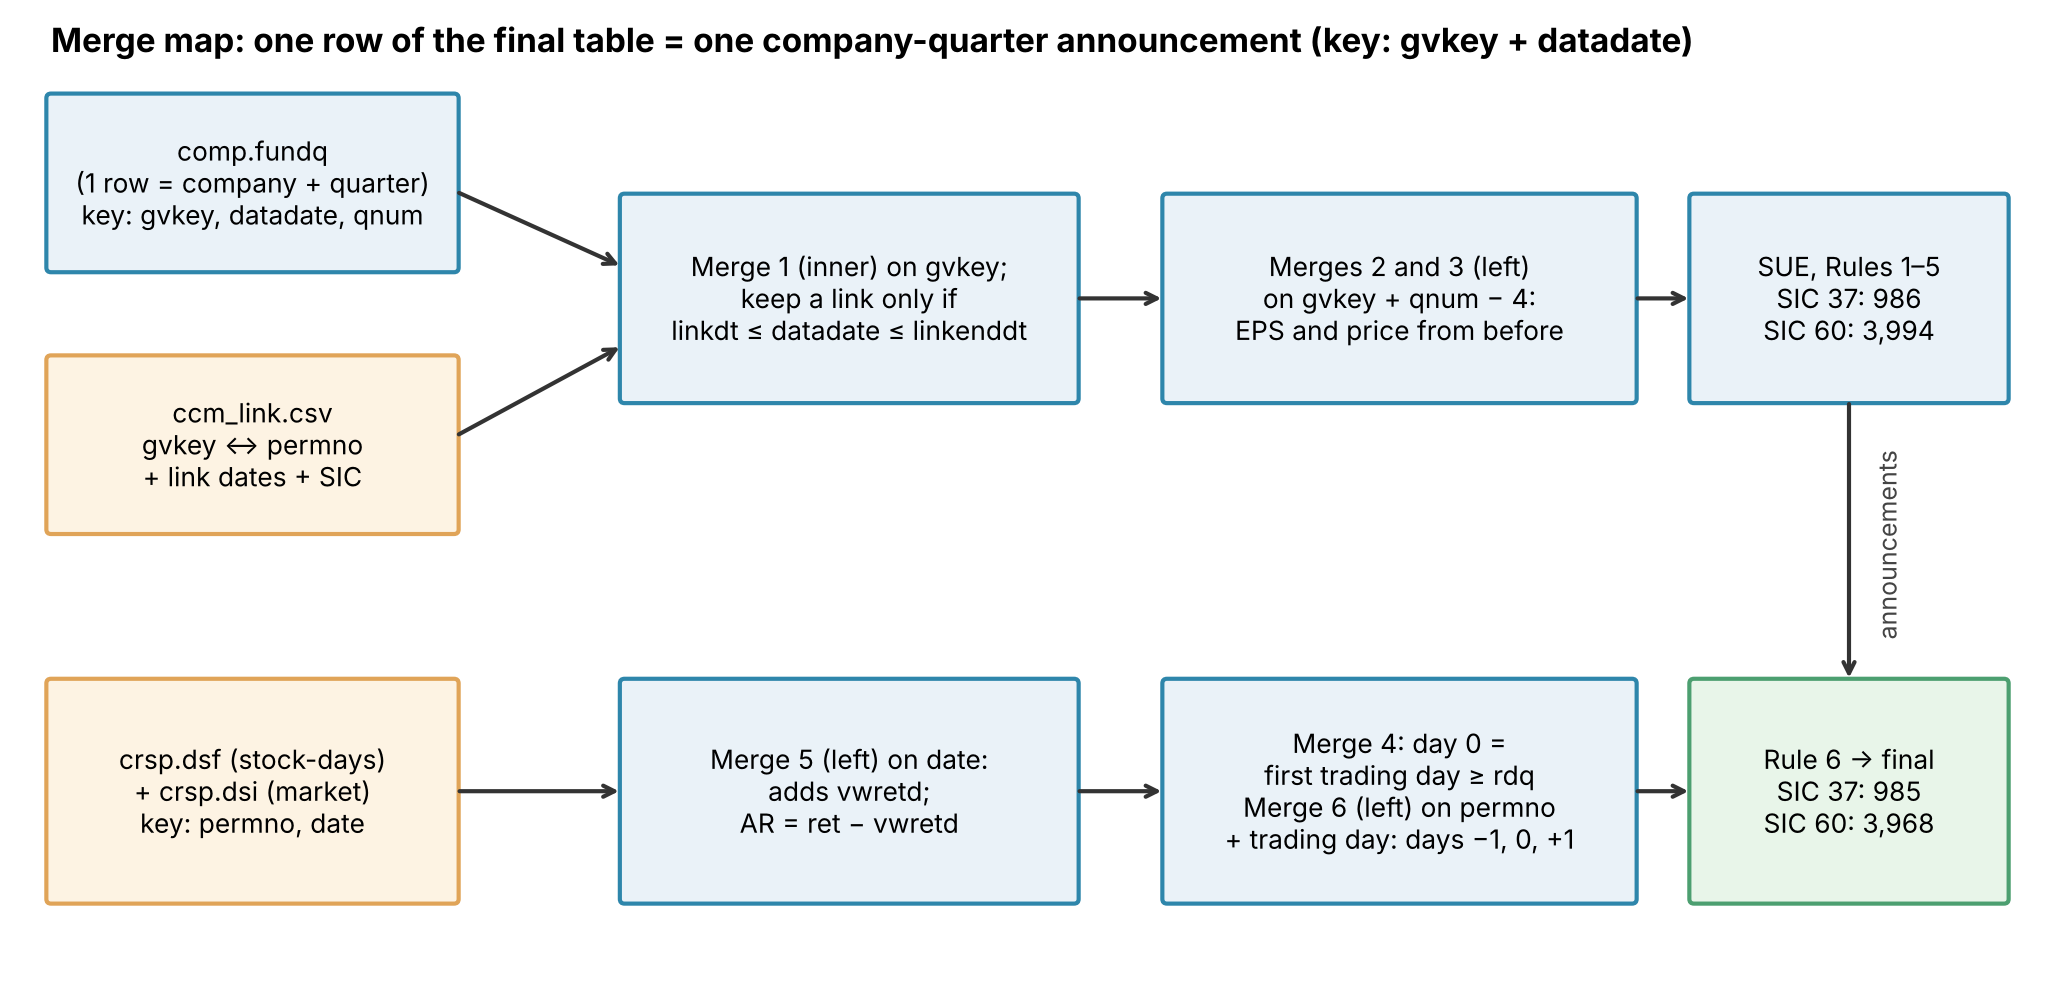 Merge map: one row of the final table = one company-quarter announcement (key: gvkey + datadate)
comp.fundq
(1 row = company + quarter)
key: gvkey, datadate, qnum
ccm_link.csv
gvkey ↔ permno
+ link dates + SIC
Merge 1 (inner) on gvkey;
keep a link only if
linkdt ≤ datadate ≤ linkenddt
Merges 2 and 3 (left)
on gvkey + qnum − 4:
EPS and price from before
SUE, Rules 1–5
SIC 37: 986
SIC 60: 3,994
announcements
crsp.dsf (stock-days)
+ crsp.dsi (market)
key: permno, date
Merge 5 (left) on date:
adds vwretd;
AR = ret − vwretd
Merge 4: day 0 =
first trading day ≥ rdq
Merge 6 (left) on permno
+ trading day: days −1, 0, +1
Rule 6 → final
SIC 37: 985
SIC 60: 3,968